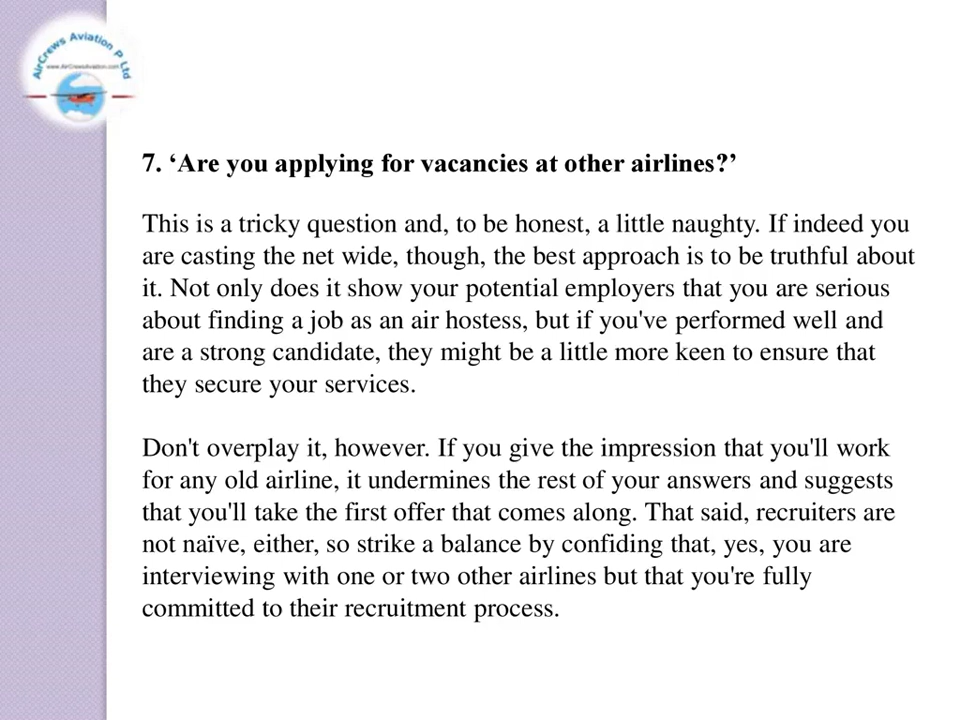 AirCrews Aviation P Ltd
www.AirCrewsAviation.com
7. ‘Are you applying for vacancies at other airlines?’
This is a tricky question and, to be honest, a little naughty. If indeed you
are casting the net wide, though, the best approach is to be truthful about
it. Not only does it show your potential employers that you are serious
about finding a job as an air hostess, but if you've performed well and
are a strong candidate, they might be a little more keen to ensure that
they secure your services.
Don't overplay it, however. If you give the impression that you'll work
for any old airline, it undermines the rest of your answers and suggests
that you'll take the first offer that comes along. That said, recruiters are
not naïve, either, so strike a balance by confiding that, yes, you are
interviewing with one or two other airlines but that you're fully
committed to their recruitment process.